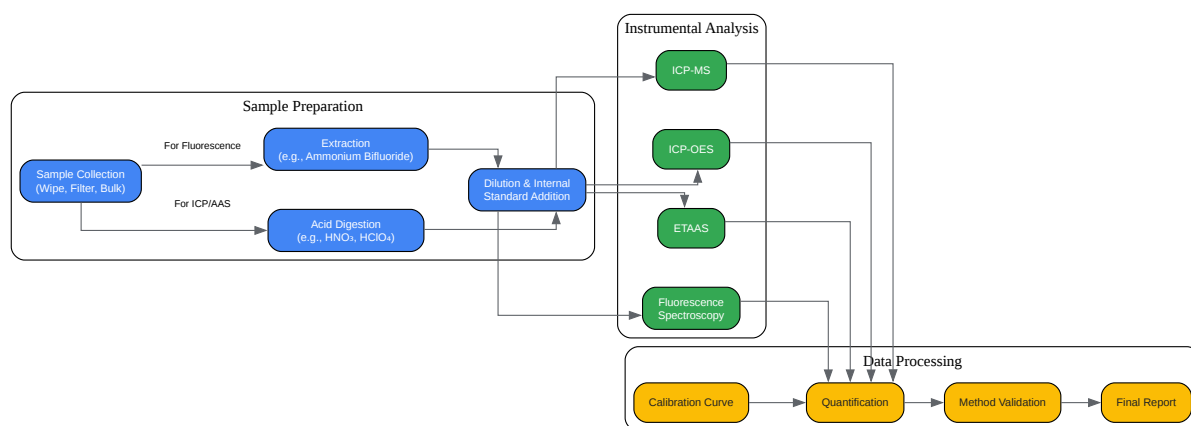 Instrumental Analysis
ICP-MS
Sample Preparation
For Fluorescence
Extraction
(e.g., Ammonium Bifluoride)
ICP-OES
Sample Collection
(Wipe, Filter, Bulk)
Dilution & Internal
Standard Addition
For ICP/AAS
Acid Digestion
(e.g., HNO₃, HClO₄)
ETAAS
Fluorescence
Spectroscopy
Data Processing
Calibration Curve
Quantification
Method Validation
Final Report